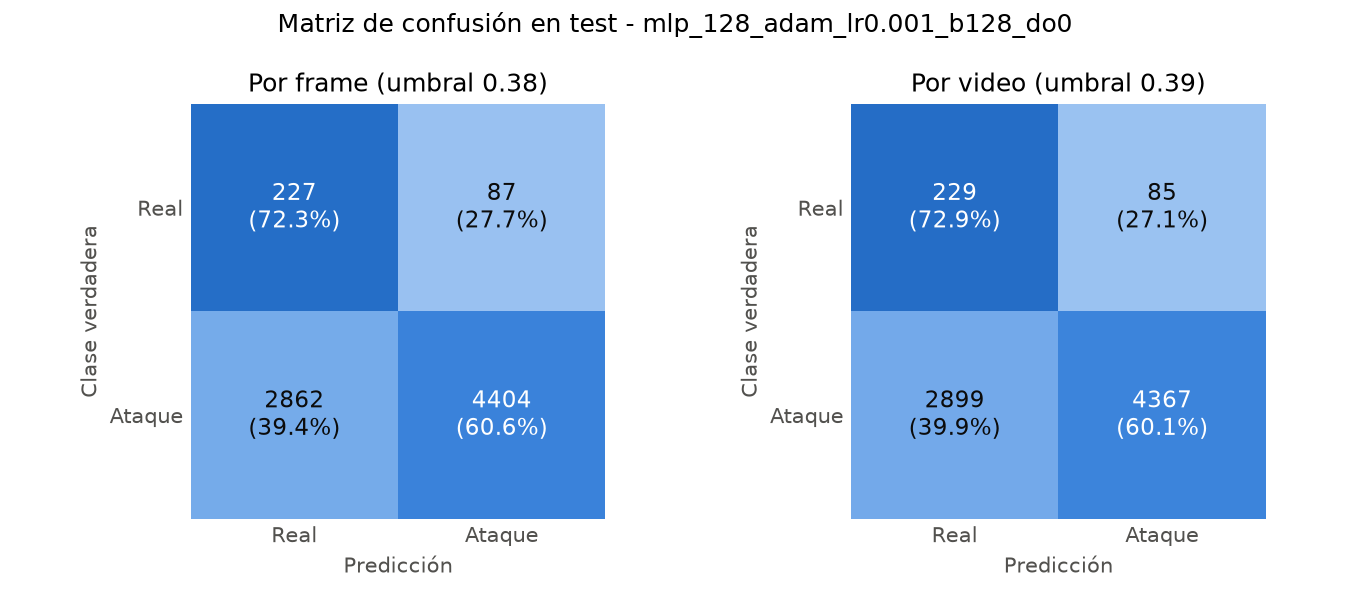 Matriz de confusión en test - mlp_128_adam_lr0.001_b128_do0
Por frame (umbral 0.38)
Clase verdadera
Real
227
(72.3%)
87
(27.7%)
Ataque
2862
(39.4%)
4404
(60.6%)
Real
Ataque
Predicción
Por video (umbral 0.39)
Clase verdadera
Real
229
(72.9%)
85
(27.1%)
Ataque
2899
(39.9%)
4367
(60.1%)
Real
Ataque
Predicción